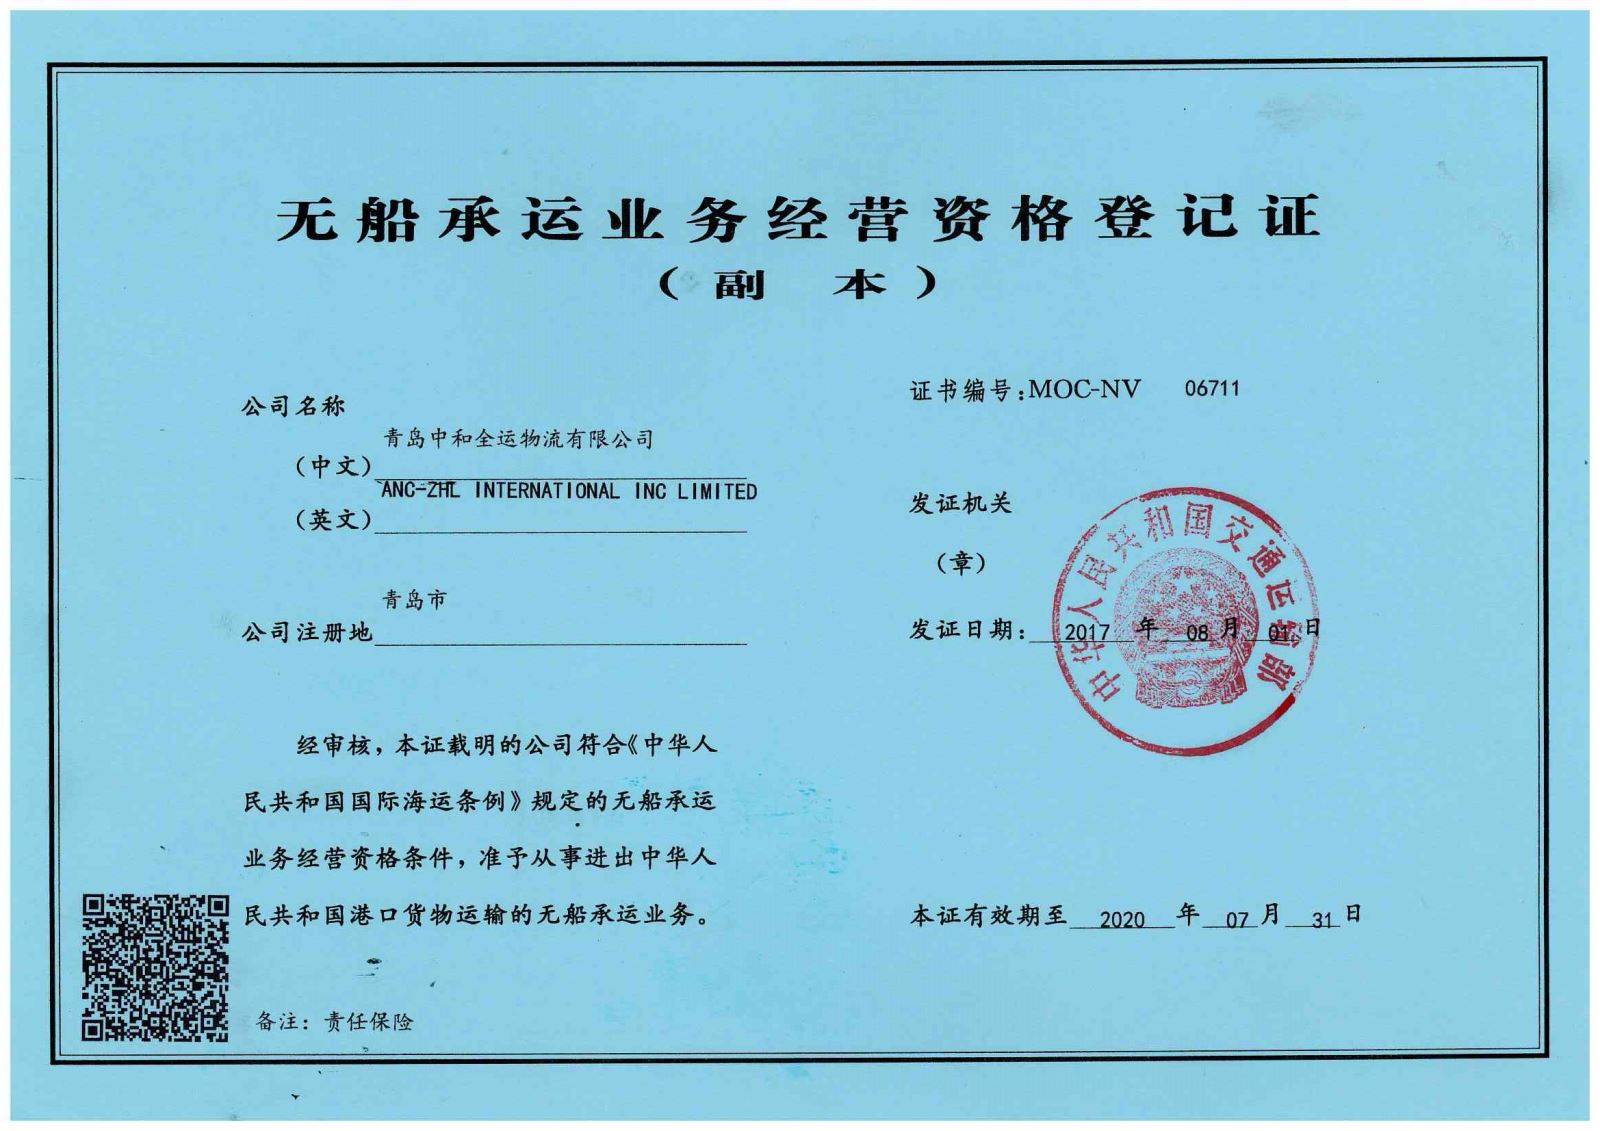 无船承运业务经营资格登记证
（副 本）
证书编号:MOC-NV 06711
公司名称
青岛中和全运物流有限公司
（中文）
ANC-ZHL INTERNATIONAL INC LIMITED
（英文）
青岛市
公司注册地
发证机关
（章）
中华人民共和国交通运输部
发证日期: 2017 年 08 月 01 日
经审核，本证载明的公司符合《中华人
民共和国国际海运条例》规定的无船承运
业务经营资格条件，准予从事进出中华人
民共和国港口货物运输的无船承运业务。
本证有效期至 2020 年 07 月 31 日
备注：责任保险